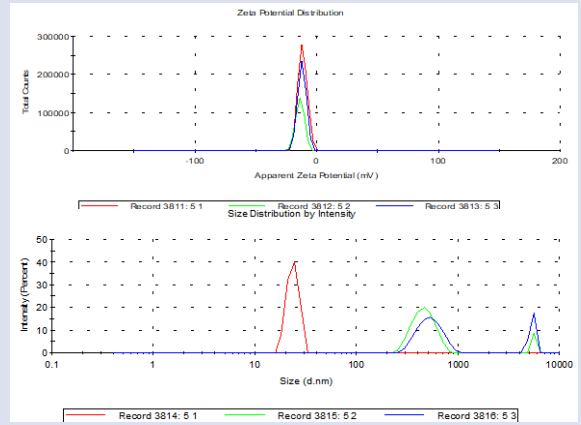 Zeta Potential Distribution
300000
200000
100000
0
Total Counts
-100 0 100 200
Apparent Zeta Potential (mV)
Record 3811: 5 1 Record 3812: 5 2 Record 3813: 5 3
Size Distribution by Intensity
50
40
30
20
10
0
Intensity (Percent)
0.1 1 10 100 1000 10000
Size (d.nm)
Record 3814: 5 1 Record 3815: 5 2 Record 3816: 5 3